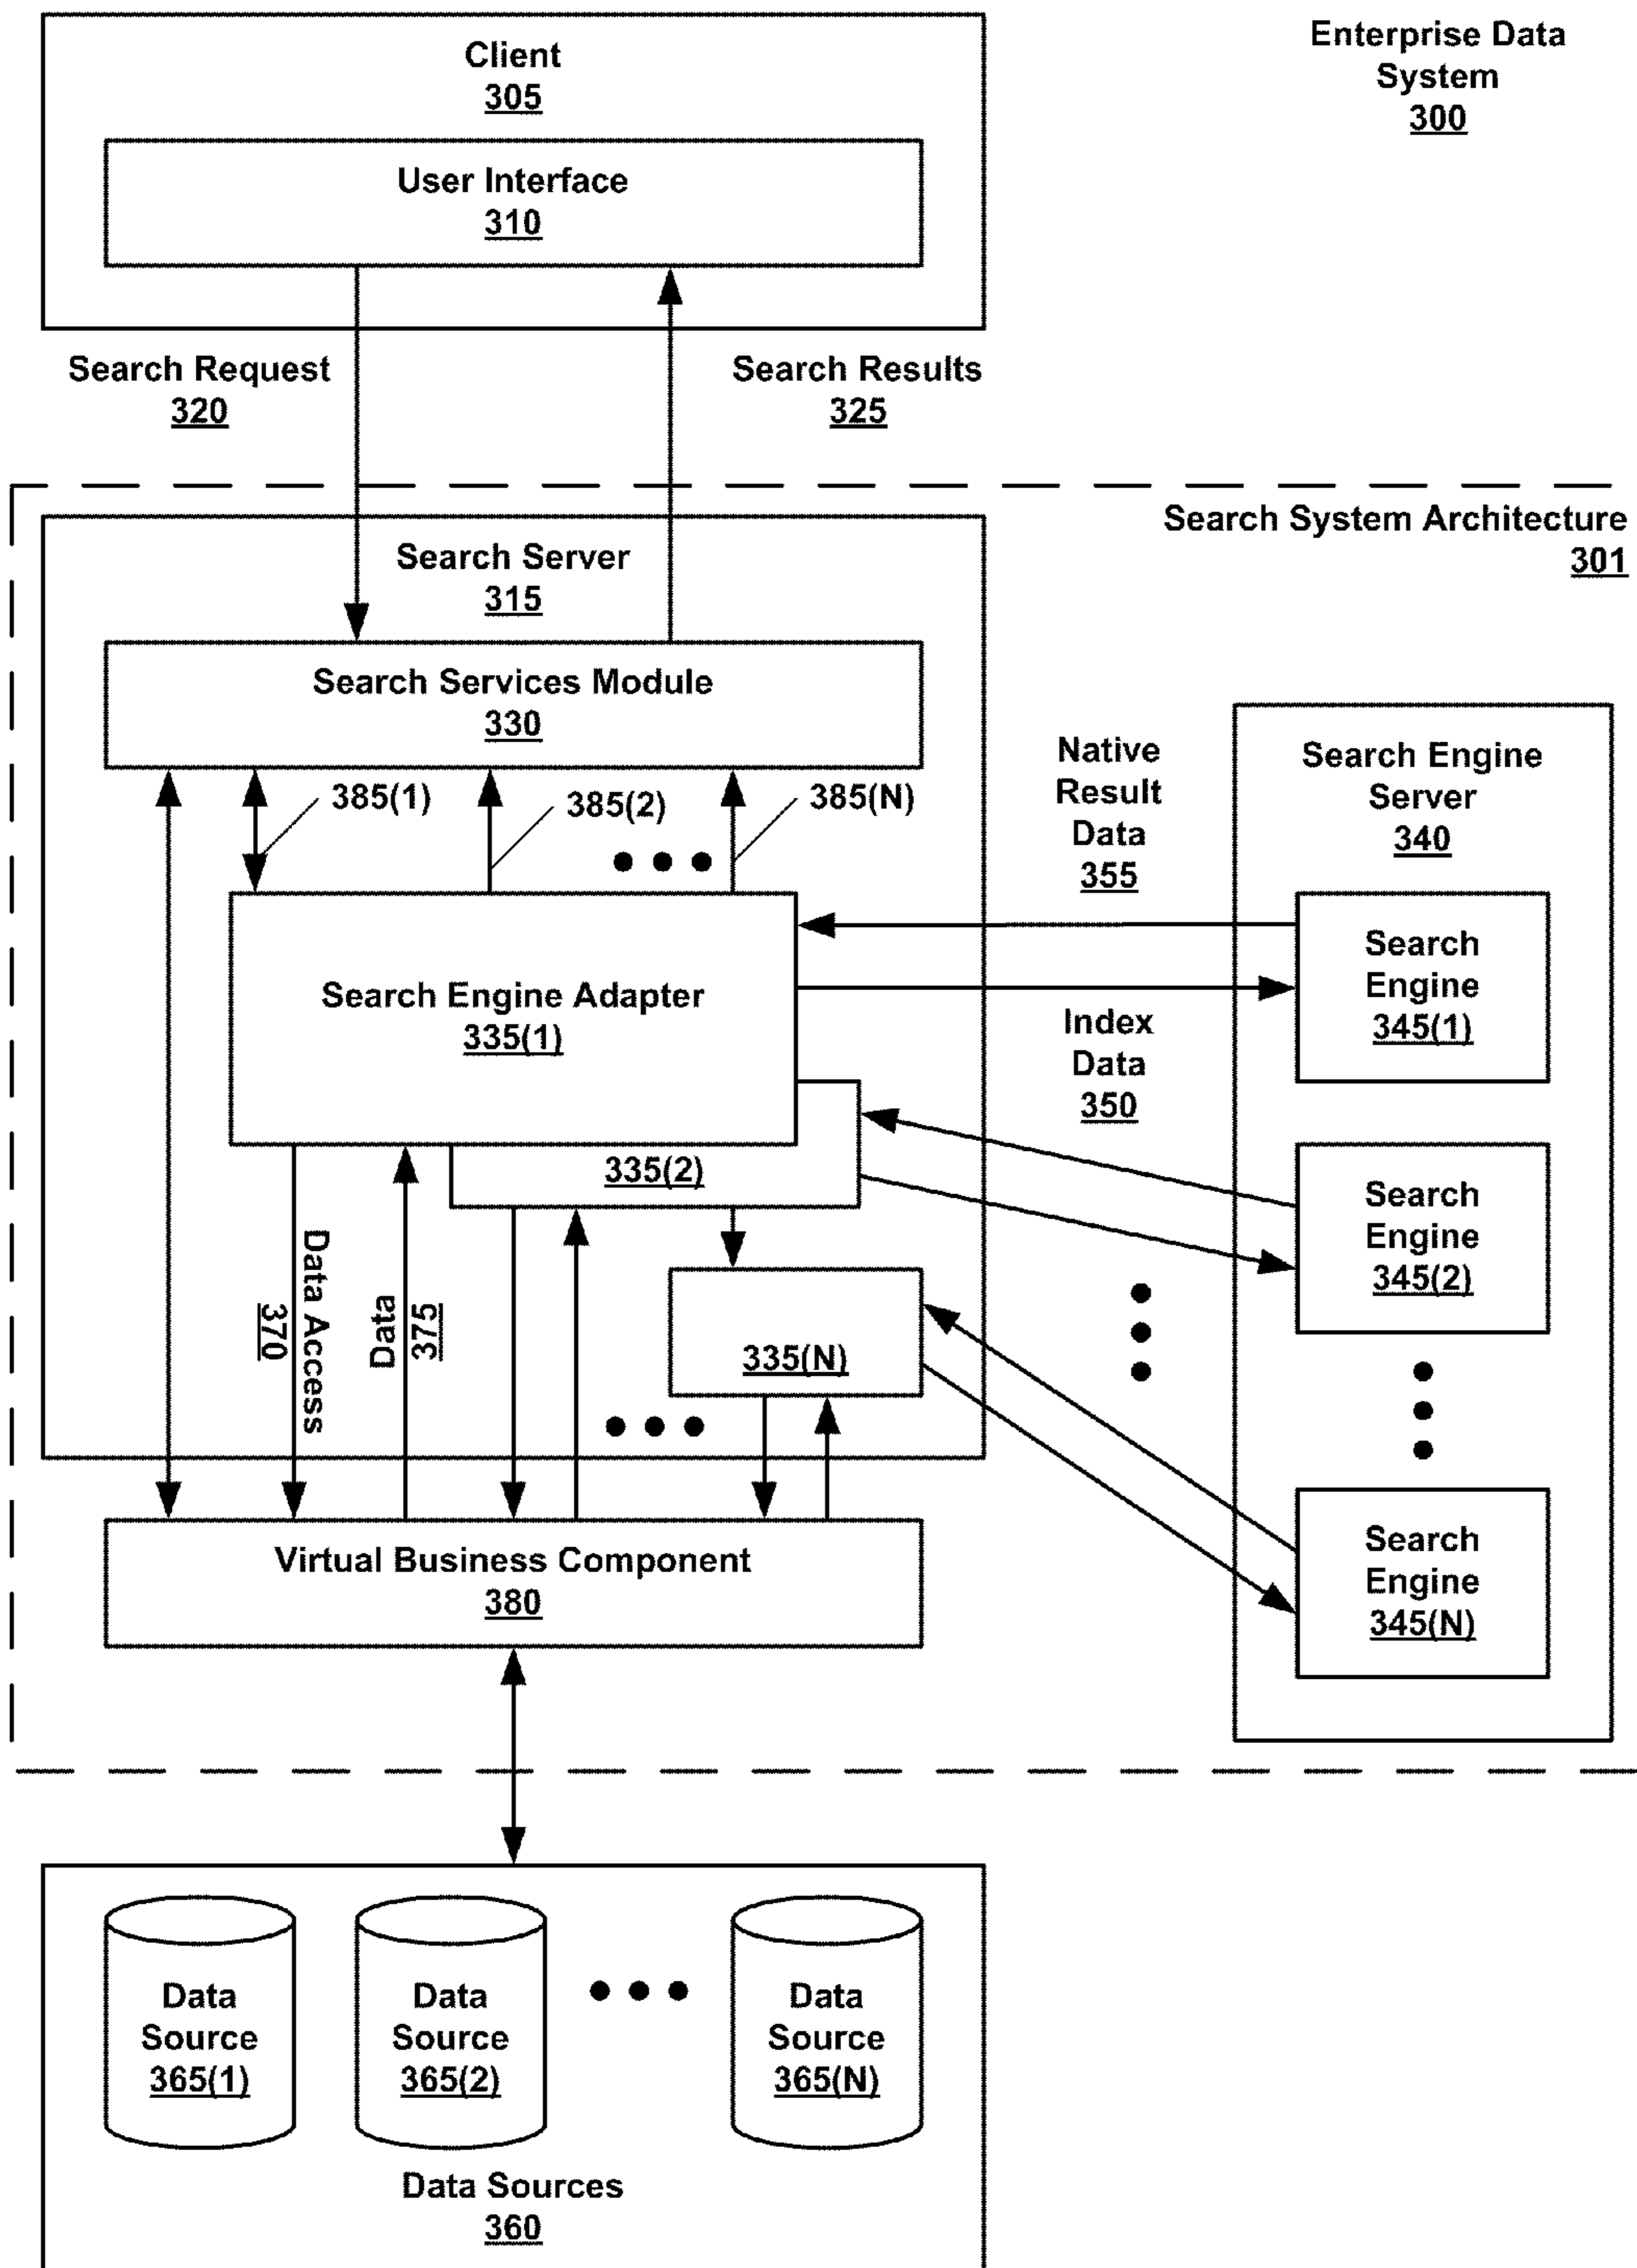 Client
305
Enterprise Data
System
300
User Interface
310
Search Request
320
Search Results
325
Search System Architecture
301
Search Server
315
Search Services Module
330
385(1)
385(2)
385(N)
Native
Result
Data
355
Search Engine
Server
340
Search
Engine
345(1)
Search Engine Adapter
335(1)
Index
Data
350
335(2)
Search
Engine
345(2)
Data Access
370
Data
375
335(N)
Search
Engine
345(N)
Virtual Business Component
380
Data
Source
365(1)
Data
Source
365(2)
Data
Source
365(N)
Data Sources
360